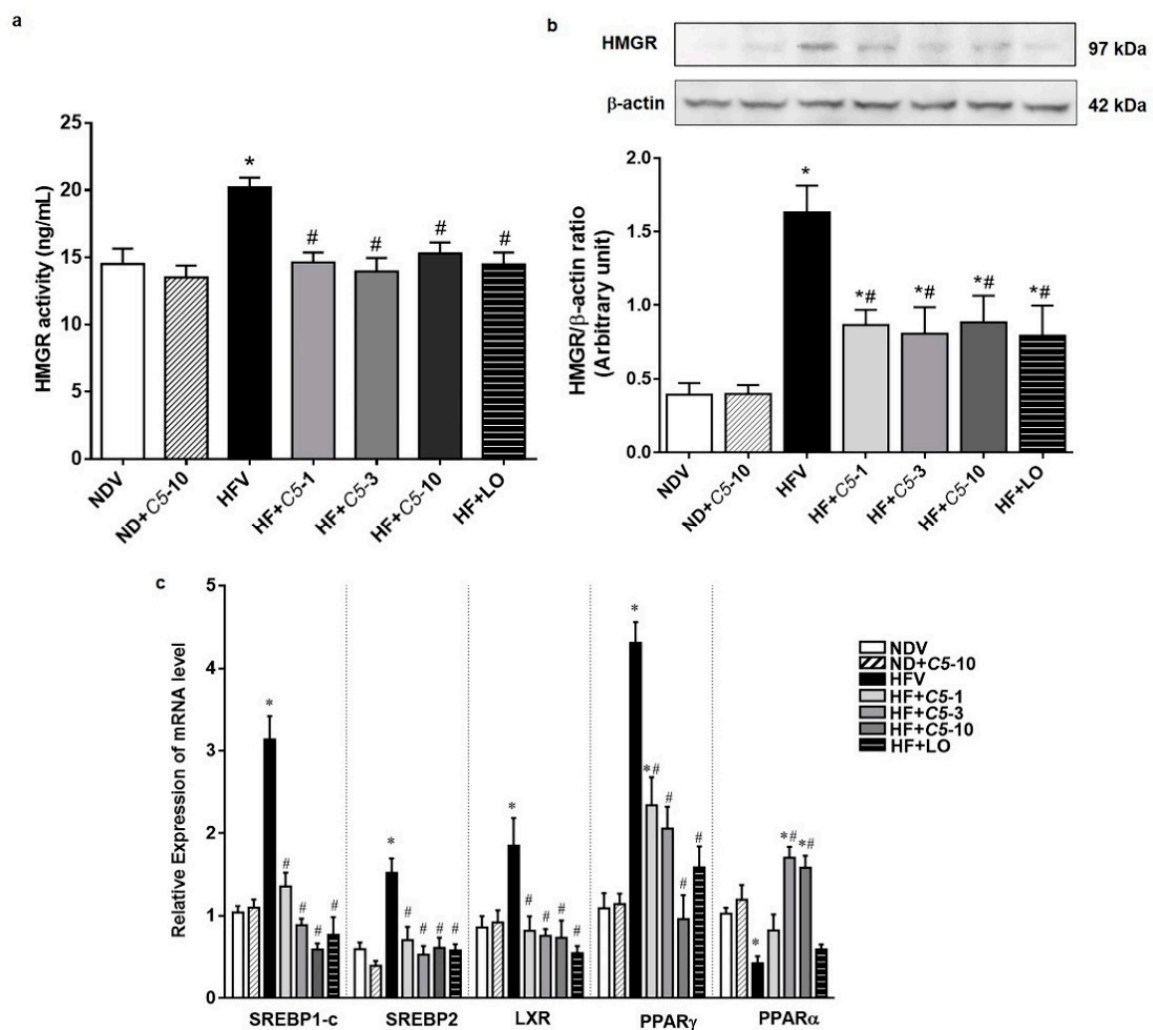 a
HMGR activity (ng/mL)
25
20
15
10
5
0
*
#
#
#
#
NDV
ND+C5-10
HFV
HF+C5-1
HF+C5-3
HF+C5-10
HF+LO
b
HMGR
97 kDa
β-actin
42 kDa
HMGR/β-actin ratio
(Arbitrary unit)
2.0
1.5
1.0
0.5
0.0
*
*#
*#
*#
*#
NDV
ND+C5-10
HFV
HF+C5-1
HF+C5-3
HF+C5-10
HF+LO
c
Relative Expression of mRNA level
5
4
3
2
1
0
*
#
#
#
#
*
#
#
#
#
*
#
#
#
#
*
*#
#
#
#
*
*#
*#
SREBP1-c
SREBP2
LXR
PPARγ
PPARα
NDV
ND+C5-10
HFV
HF+C5-1
HF+C5-3
HF+C5-10
HF+LO